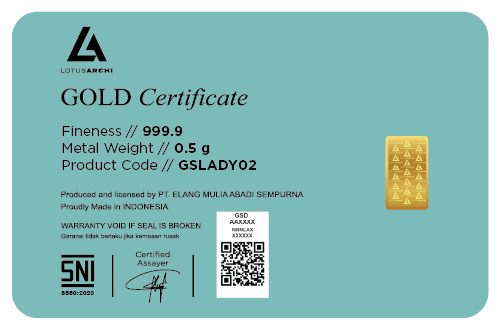 LOTUSARCHI
GOLD Certificate
Fineness // 999.9
Metal Weight // 0.5 g
Product Code // GSLADY02
Produced and licensed by PT. ELANG MULIA ABADI SEMPURNA
Proudly Made in INDONESIA
WARRANTY VOID IF SEAL IS BROKEN
Garansi tidak berlaku jika kemasan rusak
SNI
8880:2020
Certified
Assayer
GSD
AAXXXX
NBNLAX
XXXXXX